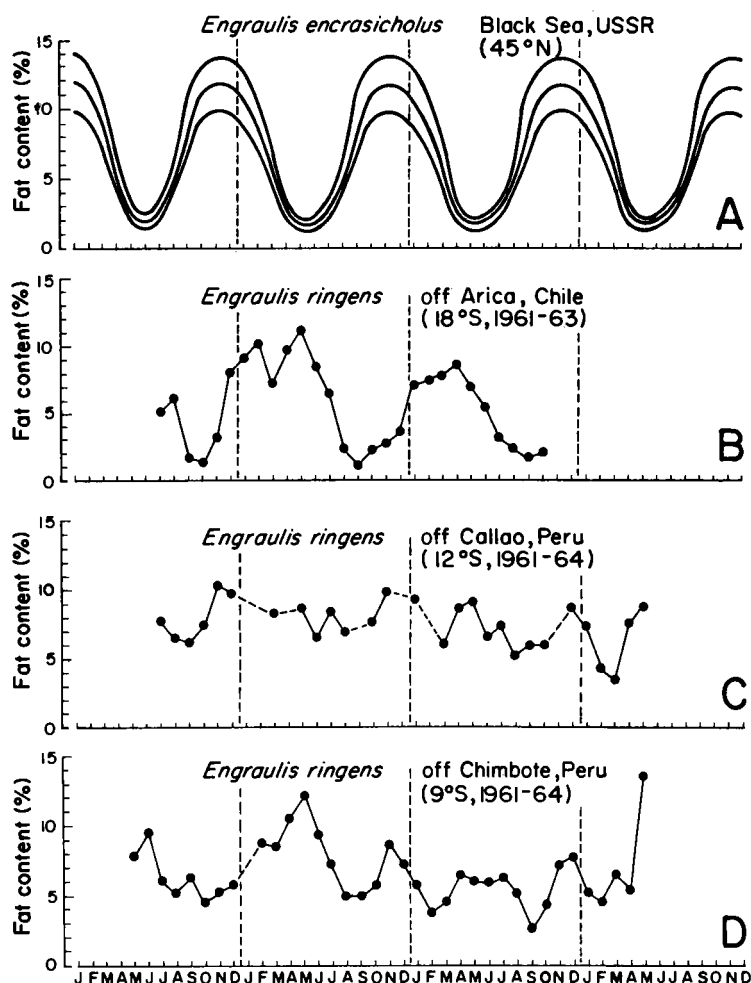 Engraulis encrasicholus Black Sea, USSR
(45°N)
Fat content (%)
15
10
5
0
A
Engraulis ringens off Arica, Chile
(18°S, 1961-63)
Fat content (%)
15
10
5
0
B
Engraulis ringens off Callao, Peru
(12°S, 1961-64)
Fat content (%)
15
10
5
0
C
Engraulis ringens off Chimbote, Peru
(9°S, 1961-64)
Fat content (%)
15
10
5
0
D
J F M A M J J A S O N D J F M A M J J A S O N D J F M A M J J A S O N D J F M A M J J A S O N D